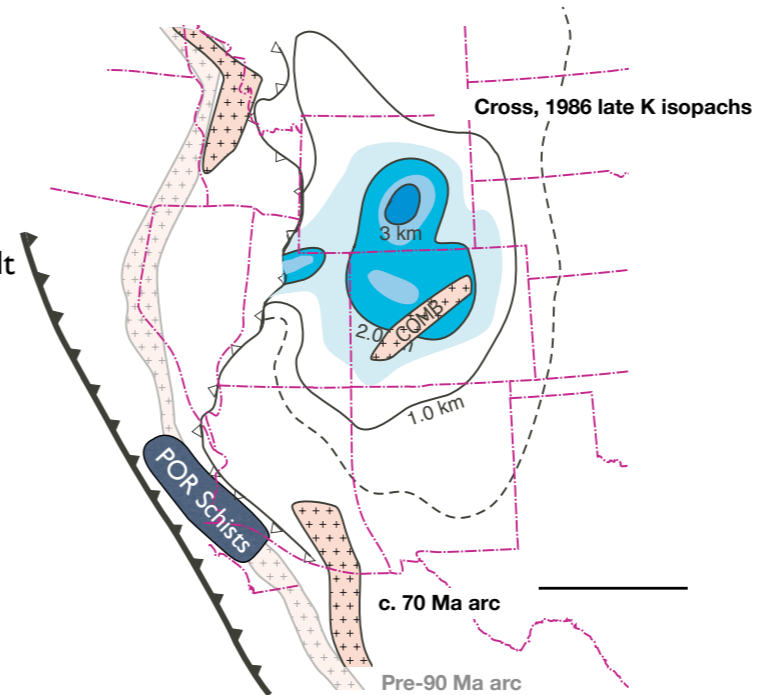 Cross, 1986 late K isopachs
3 km
lt
COMB
2.0
1.0 km
POR Schists
c. 70 Ma arc
Pre-90 Ma arc